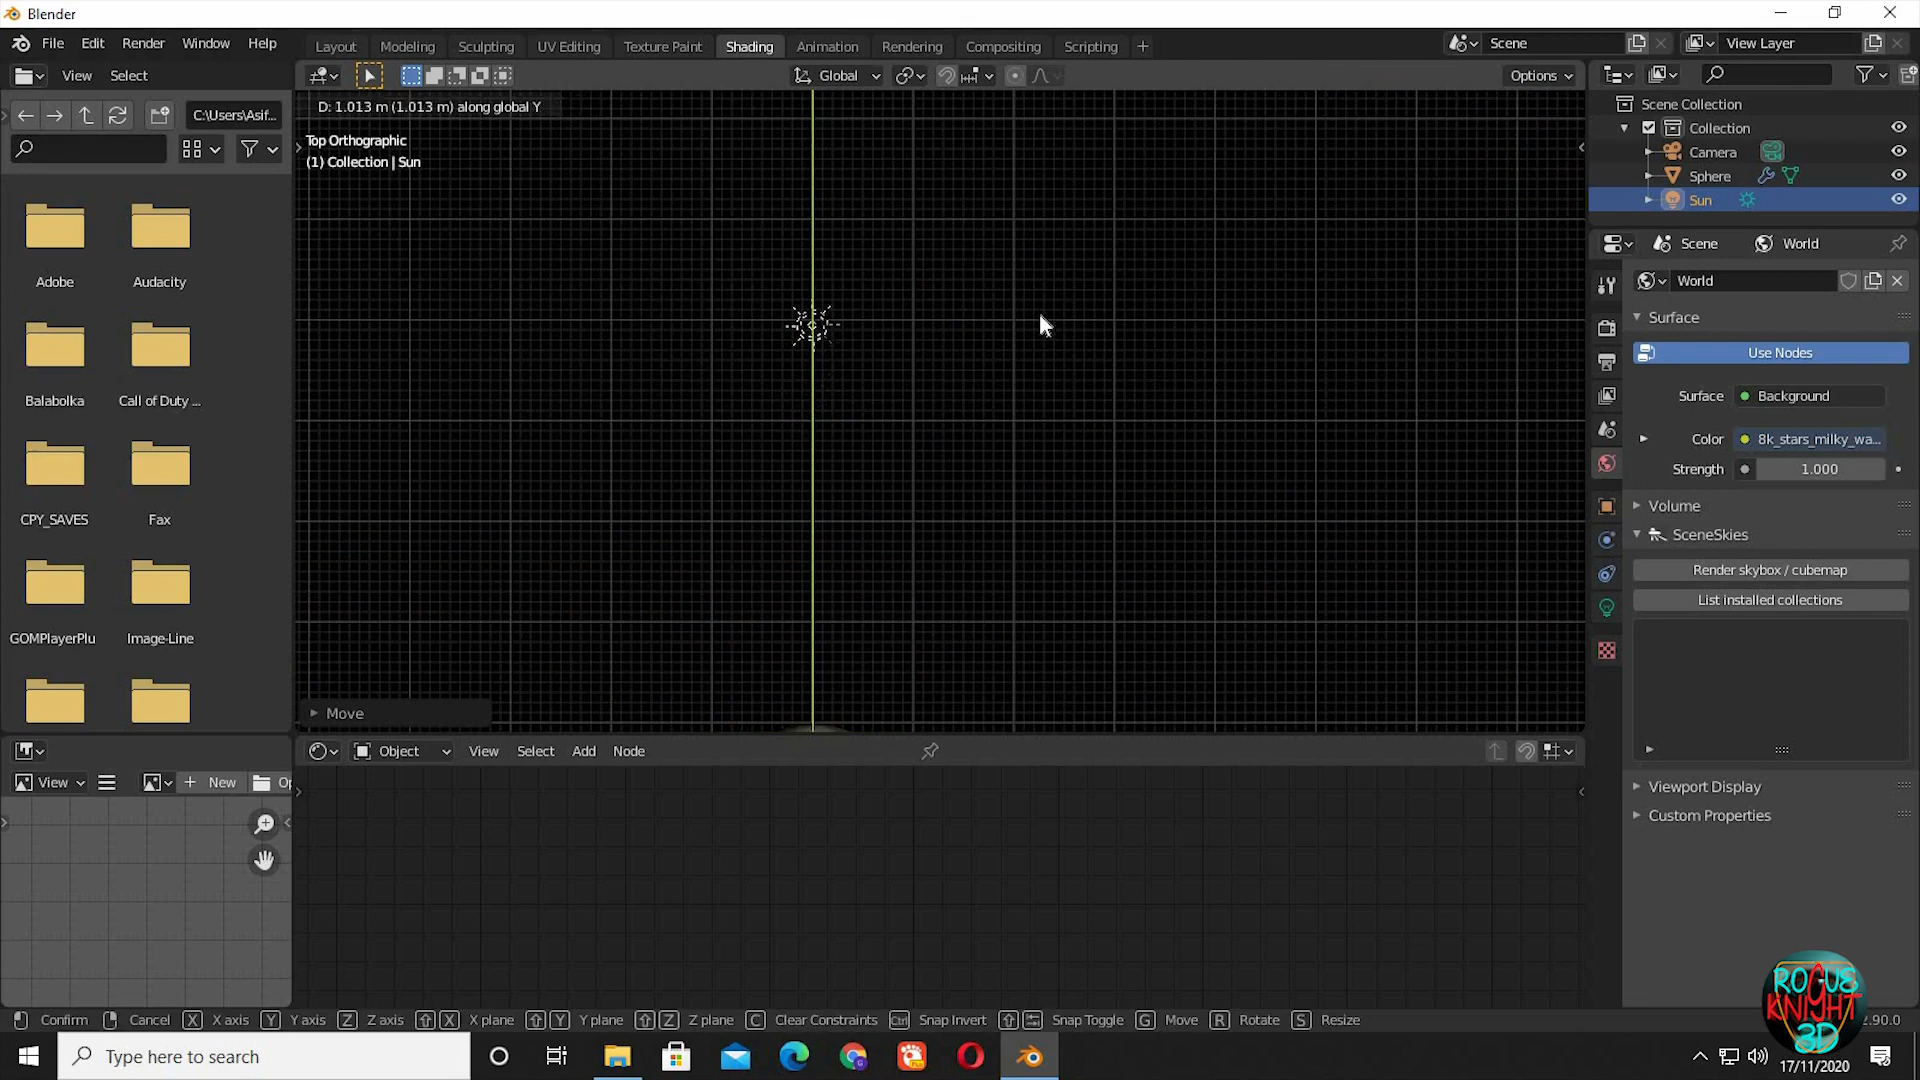 Blender
File Edit Render Window Help
Layout Modeling Sculpting UV Editing Texture Paint Shading Animation Rendering Compositing Scripting +
Scene
View Layer
View Select
Global
Options
C:\Users\Asif...
D: 1.013 m (1.013 m) along global Y
Top Orthographic
(1) Collection | Sun
Adobe
Audacity
Balabolka
Call of Duty ...
CPY_SAVES
Fax
GOMPlayerPlu
Image-Line
Move
Scene Collection
Collection
Camera
Sphere
Sun
Scene World
World
Surface
Use Nodes
Surface Background
Color 8k_stars_milky_wa...
Strength 1.000
Volume
SceneSkies
Render skybox / cubemap
List installed collections
Viewport Display
Custom Properties
Object View Select Add Node
View New Op
Confirm Cancel X X axis Y Y axis Z Z axis X X plane Y Y plane Z Z plane C Clear Constraints Ctrl Snap Invert Snap Toggle G Move R Rotate S Resize
2.90.0
ROGUE
KNIGHT
3D
Type here to search
17/11/2020